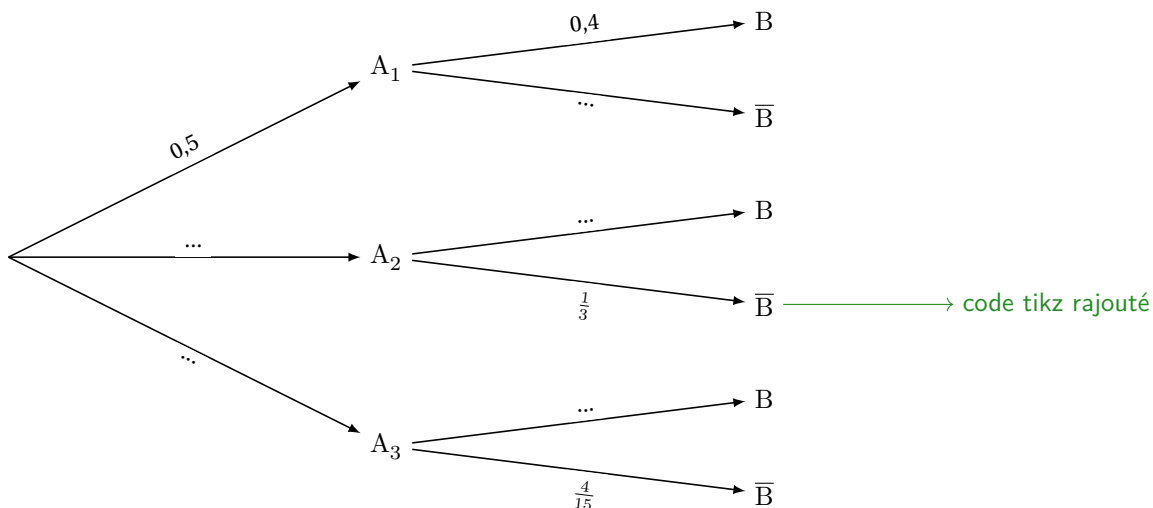 0,4
B
A₁
...
B̅
0,5
...
B
...
A₂
1/3
B̅
code tikz rajouté
...
...
B
A₃
4/15
B̅